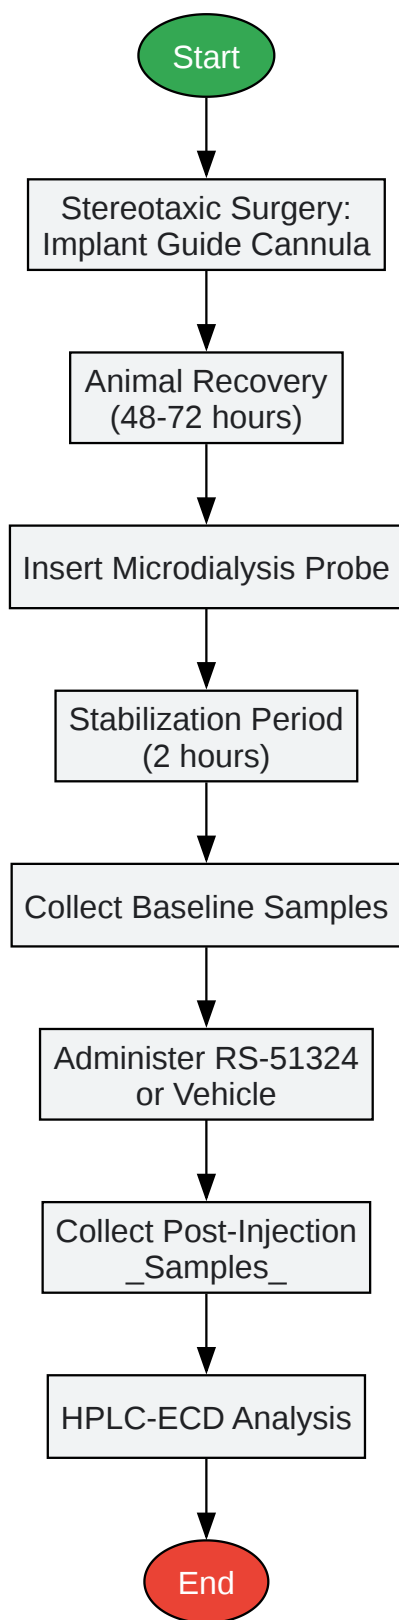 Start
Stereotaxic Surgery:
Implant Guide Cannula
Animal Recovery
(48-72 hours)
Insert Microdialysis Probe
Stabilization Period
(2 hours)
Collect Baseline Samples
Administer RS-51324
or Vehicle
Collect Post-Injection
_Samples_
HPLC-ECD Analysis
End